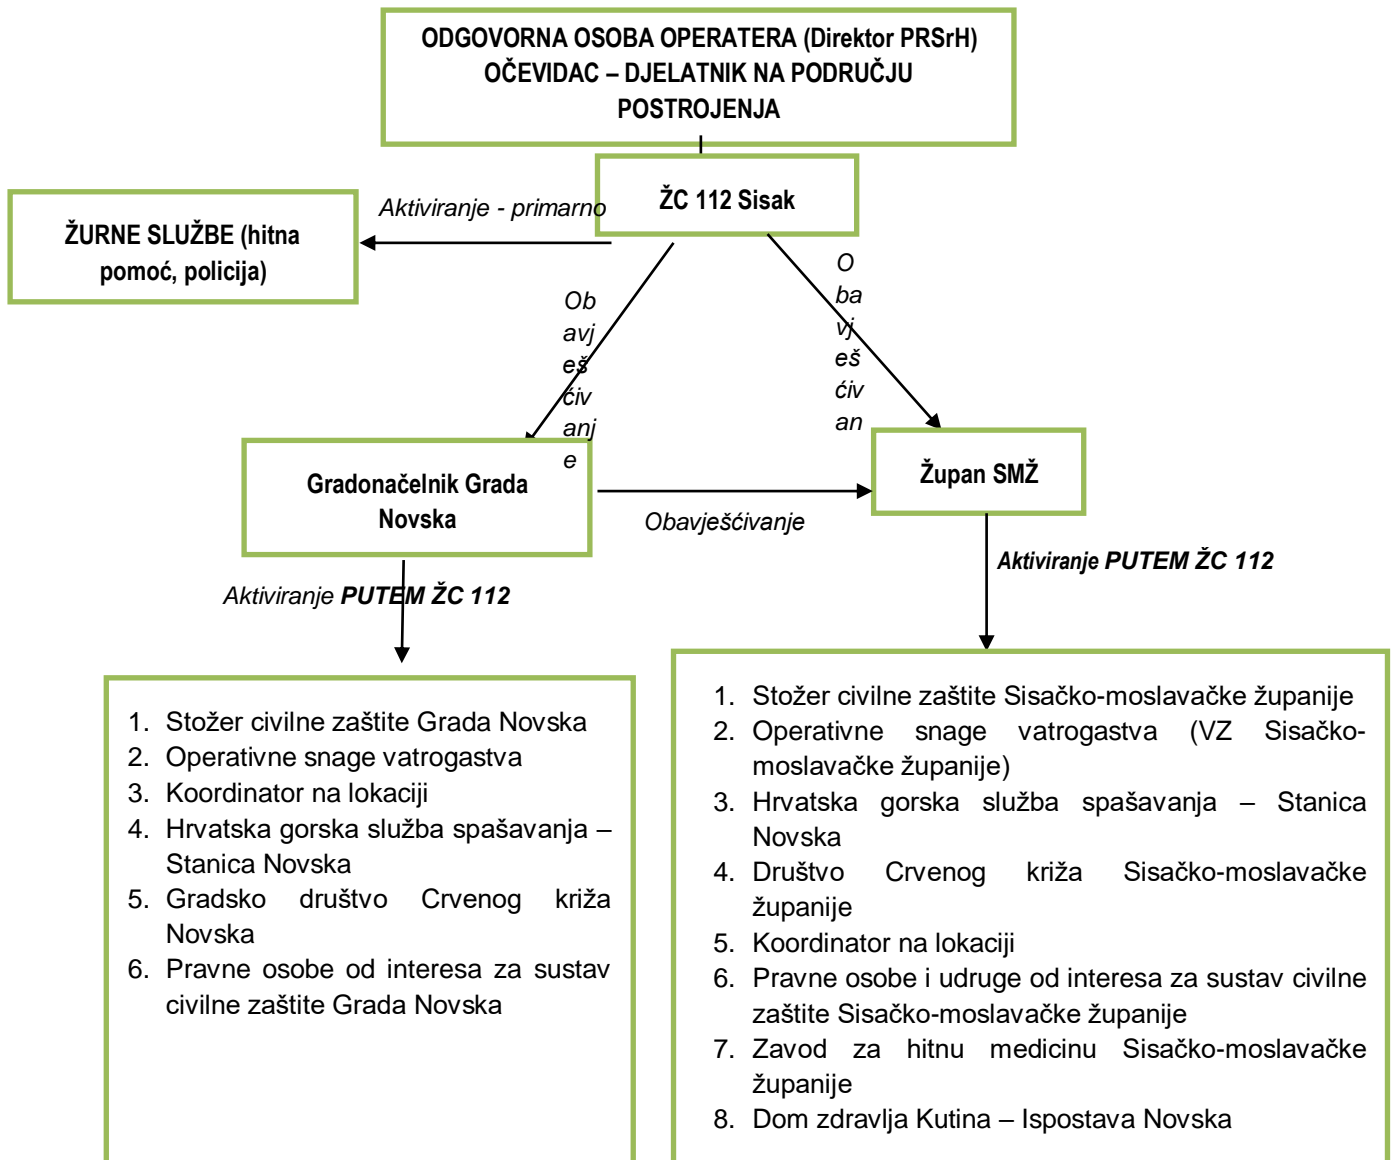 ODGOVORNA OSOBA OPERATERA (Direktor PRSrH)
OČEVIDAC – DJELATNIK NA PODRUČJU
POSTROJENJA
ŽC 112 Sisak
Aktiviranje - primarno
ŽURNE SLUŽBE (hitna
pomoć, policija)
Ob
avj
eš
ćiv
anj
e
O
ba
vj
eš
ćiv
an
Gradonačelnik Grada
Novska
Obavješćivanje
Župan SMŽ
Aktiviranje PUTEM ŽC 112
Aktiviranje PUTEM ŽC 112
1. Stožer civilne zaštite Grada Novska
2. Operativne snage vatrogastva
3. Koordinator na lokaciji
4. Hrvatska gorska služba spašavanja –
Stanica Novska
5. Gradsko društvo Crvenog križa
Novska
6. Pravne osobe od interesa za sustav
civilne zaštite Grada Novska
1. Stožer civilne zaštite Sisačko-moslavačke županije
2. Operativne snage vatrogastva (VZ Sisačko-
moslavačke županije)
3. Hrvatska gorska služba spašavanja – Stanica
Novska
4. Društvo Crvenog križa Sisačko-moslavačke
županije
5. Koordinator na lokaciji
6. Pravne osobe i udruge od interesa za sustav civilne
zaštite Sisačko-moslavačke županije
7. Zavod za hitnu medicinu Sisačko-moslavačke
županije
8. Dom zdravlja Kutina – Ispostava Novska